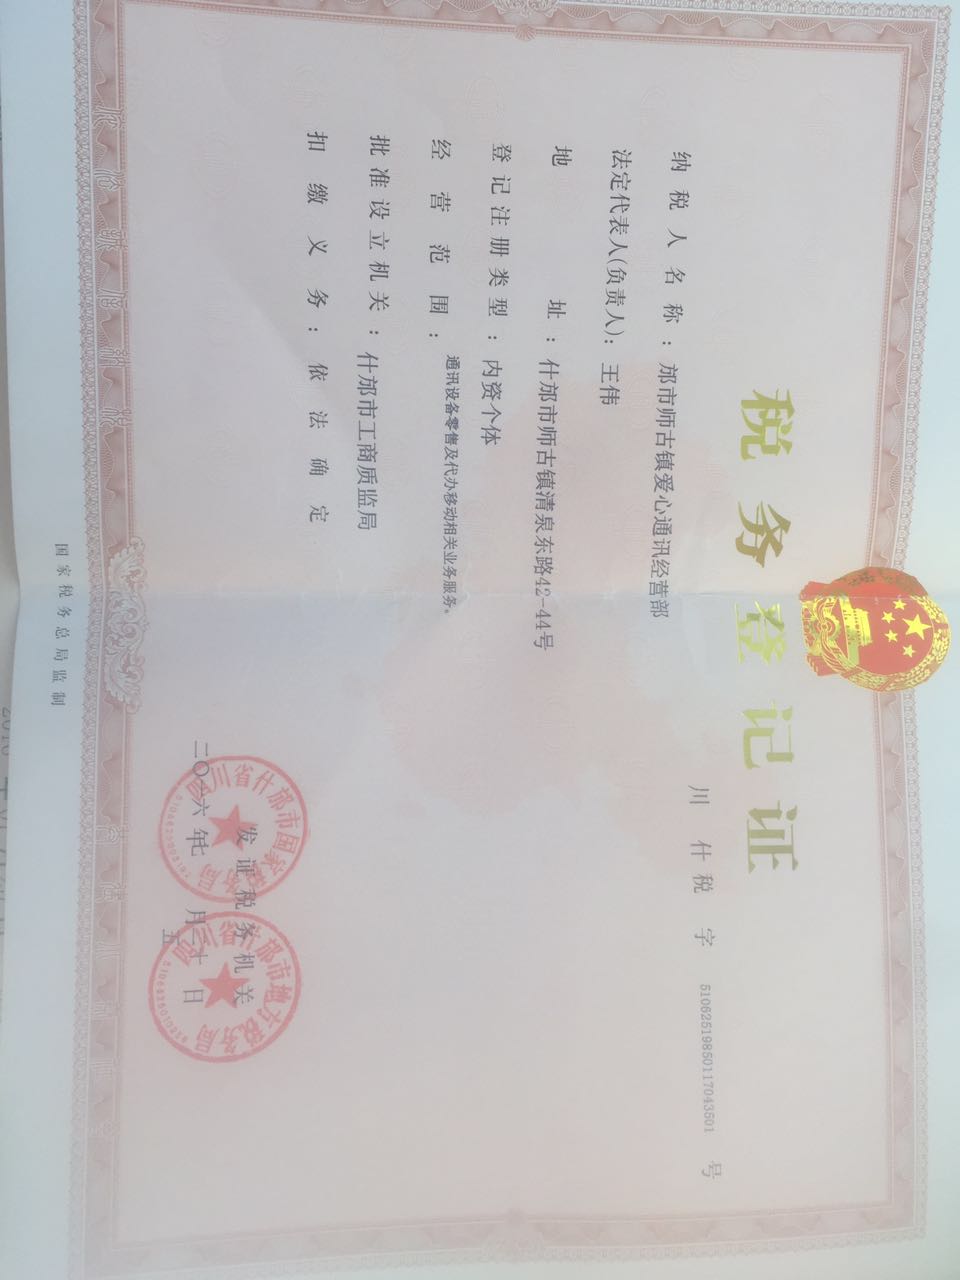 税务登记证
川 什 税 字 510625198501170435​01 号
纳税人名称：邡市师古镇爱心通讯经营部
法定代表人(负责人)：王伟
地址：什邡市师古镇清泉东路42-44号
登记注册类型：内资个体
经营范围：通讯设备零售及代办移动相关业务服务。
批准设立机关：什邡市工商质监局
扣缴义务：依法确定
发证税务机关
二〇一六年七月二十五日
四川省什邡市国家税务局
四川省什邡市地方税务局
国家税务总局监制